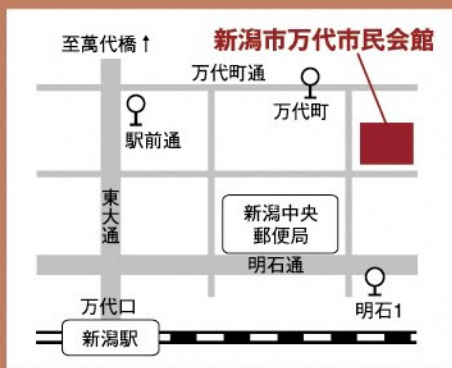 至萬代橋↑
新潟市万代市民会館
万代町通
万代町
駅前通
東大通
新潟中央
郵便局
明石通
明石1
万代口
新潟駅